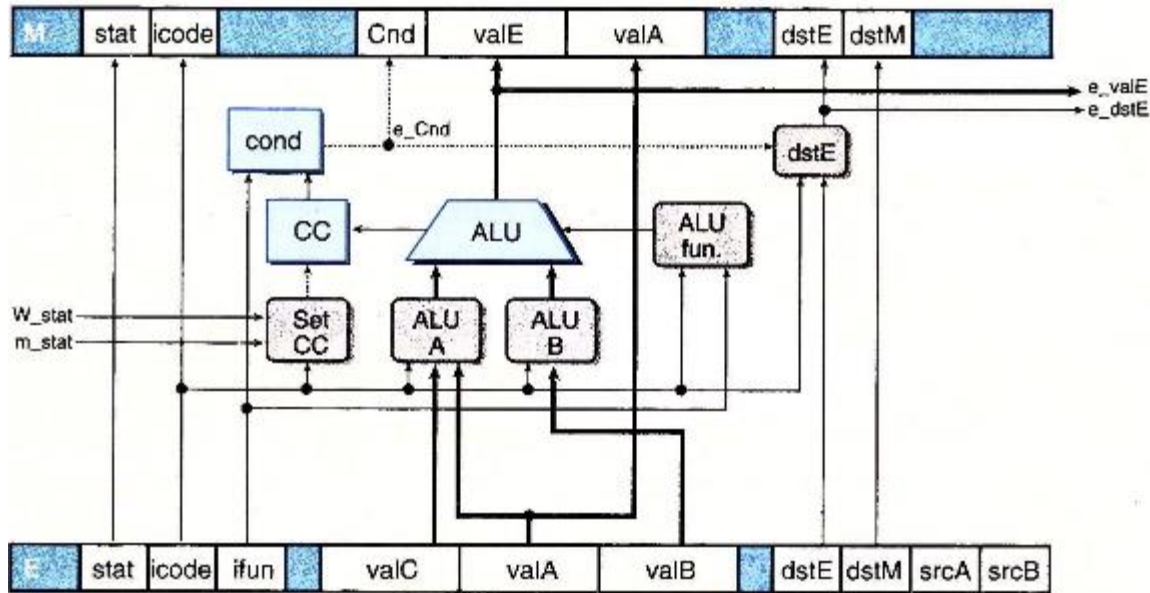 M stat icode Cnd valE valA dstE dstM
e_valE
e_dstE
e_Cnd
cond
dstE
CC
ALU
ALU
fun.
W_stat
m_stat
Set
CC
ALU
A
ALU
B
E stat icode ifun valC valA valB dstE dstM srcA srcB